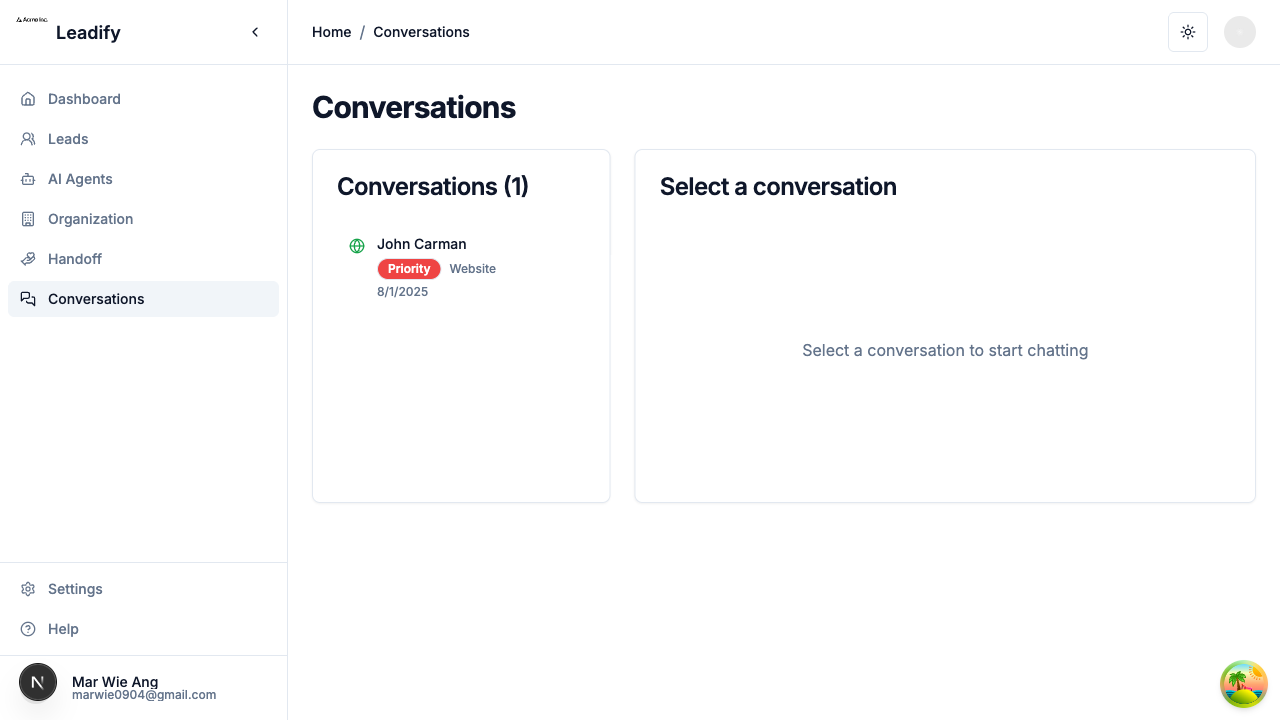 Acme Inc.
Leadify
Home / Conversations
Dashboard
Leads
AI Agents
Organization
Handoff
Conversations
Settings
Help
N
Mar Wie Ang
marwie0904@gmail.com
Conversations
Conversations (1)
John Carman
Priority Website
8/1/2025
Select a conversation
Select a conversation to start chatting